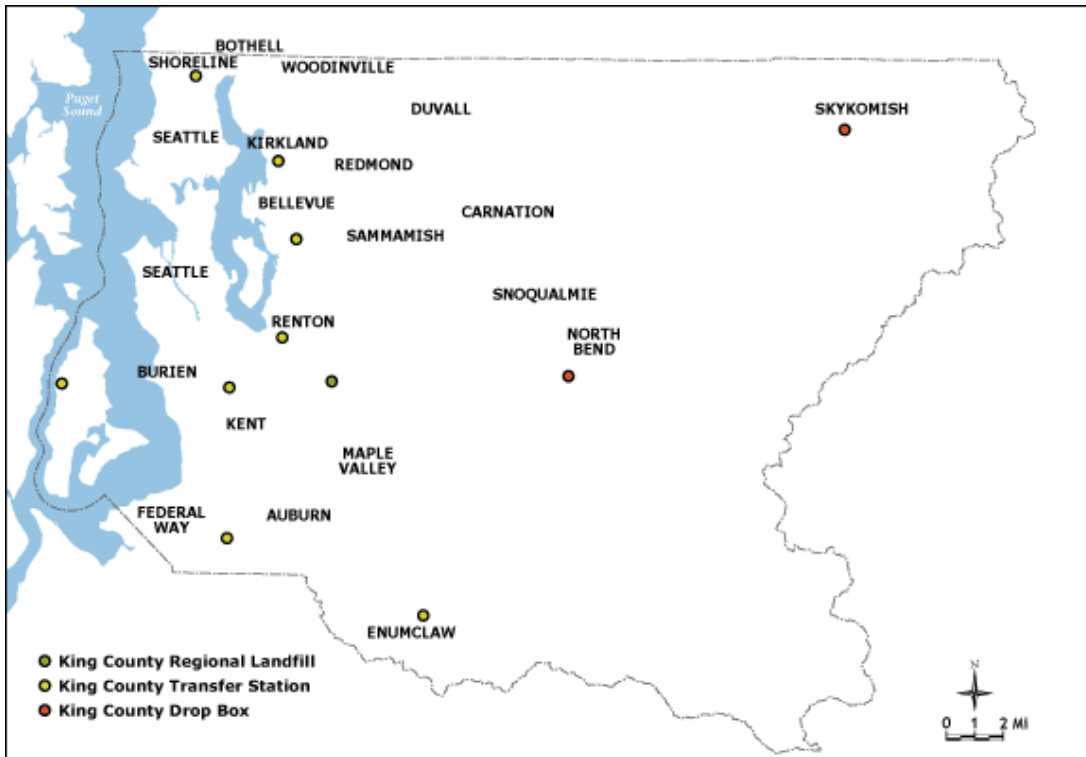 BOTHELL
SHORELINE
WOODINVILLE
Puget
Sound
DUVALL
SKYKOMISH
SEATTLE
KIRKLAND
REDMOND
BELLEVUE
CARNATION
SAMMAMISH
SEATTLE
SNOQUALMIE
RENTON
NORTH
BEND
BURIEN
KENT
MAPLE
VALLEY
FEDERAL
WAY
AUBURN
ENUMCLAW
King County Regional Landfill
King County Transfer Station
King County Drop Box
N
0 1 2 MI